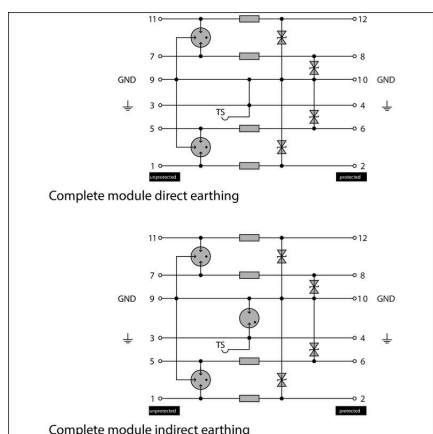 11 12
7 8
GND 9 10 GND
3 4
TS
5 6
1 2
unprotected protected
Complete module direct earthing
11 12
7 8
GND 9 10 GND
3 4
TS
5 6
1 2
unprotected protected
Complete module indirect earthing